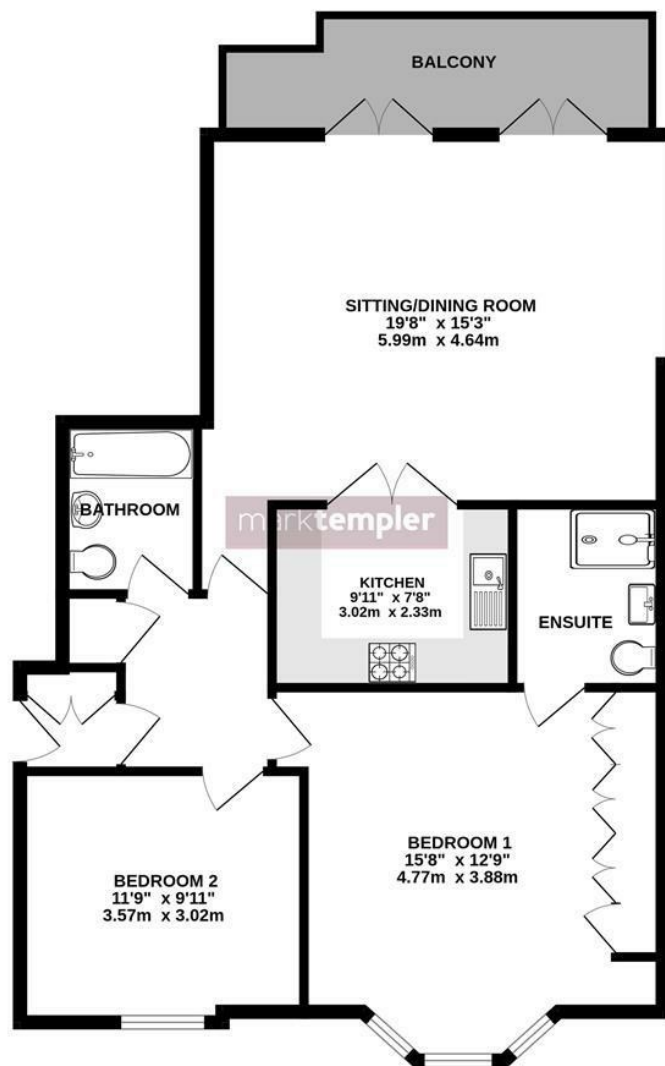 BALCONY
SITTING/DINING ROOM
19'8" x 15'3"
5.99m x 4.64m
BATHROOM
marktempler
KITCHEN
9'11" x 7'8"
3.02m x 2.33m
ENSUITE
BEDROOM 1
15'8" x 12'9"
4.77m x 3.88m
BEDROOM 2
11'9" x 9'11"
3.57m x 3.02m